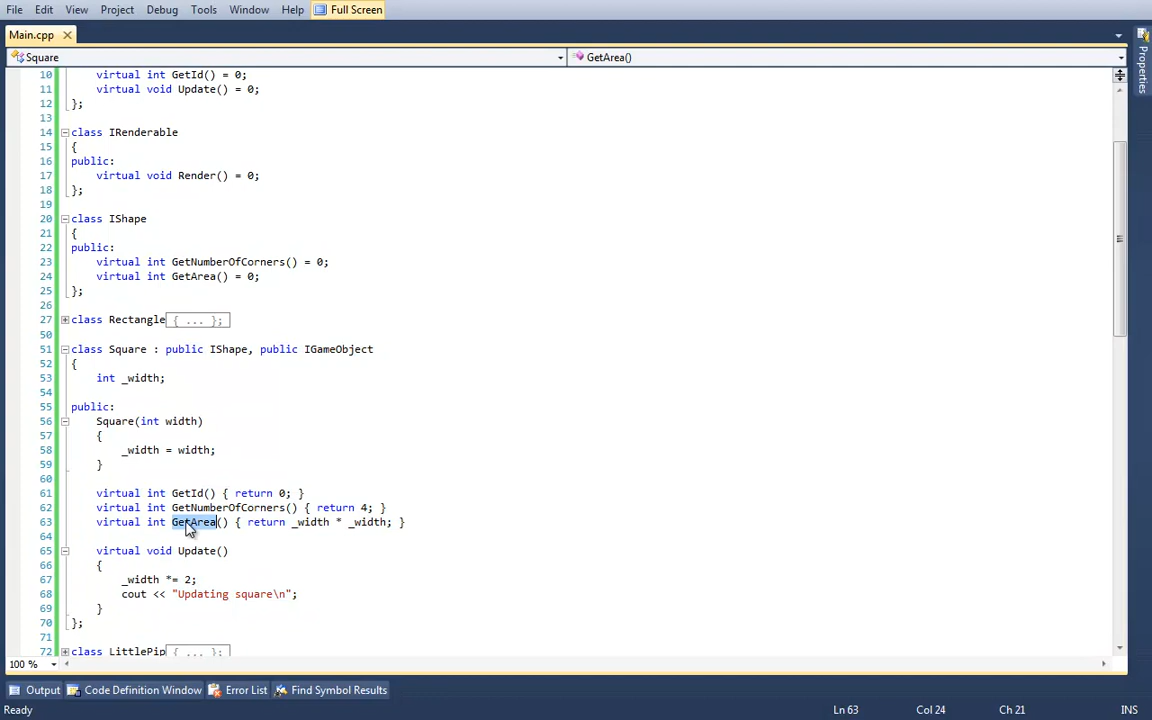 File Edit View Project Debug Tools Window Help Full Screen
Main.cpp
Square GetArea()
Properties
10 virtual int GetId() = 0;
11 virtual void Update() = 0;
12 };
13
14 class IRenderable
15 {
16 public:
17 virtual void Render() = 0;
18 };
19
20 class IShape
21 {
22 public:
23 virtual int GetNumberOfCorners() = 0;
24 virtual int GetArea() = 0;
25 };
26
27 class Rectangle { ... };
50
51 class Square : public IShape, public IGameObject
52 {
53 int _width;
54
55 public:
56 Square(int width)
57 {
58 _width = width;
59 }
60
61 virtual int GetId() { return 0; }
62 virtual int GetNumberOfCorners() { return 4; }
63 virtual int GetArea() { return _width * _width; }
64
65 virtual void Update()
66 {
67 _width *= 2;
68 cout << "Updating square\n";
69 }
70 };
71
72 class LittlePip { ... };
100 %
Output Code Definition Window Error List Find Symbol Results
Ready Ln 63 Col 24 Ch 21 INS